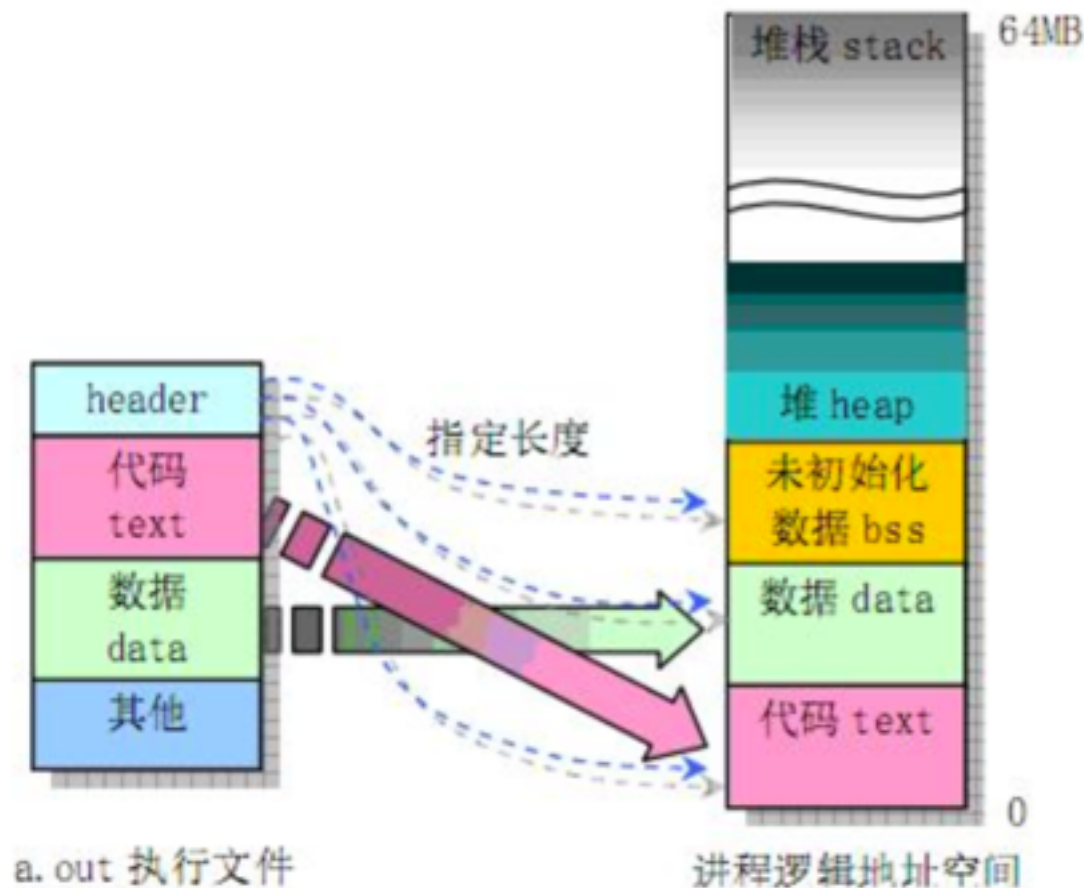 堆栈 stack
64MB
header
代码
text
数据
data
其他
指定长度
堆 heap
未初始化
数据 bss
数据 data
代码 text
0
a.out 执行文件
进程逻辑地址空间